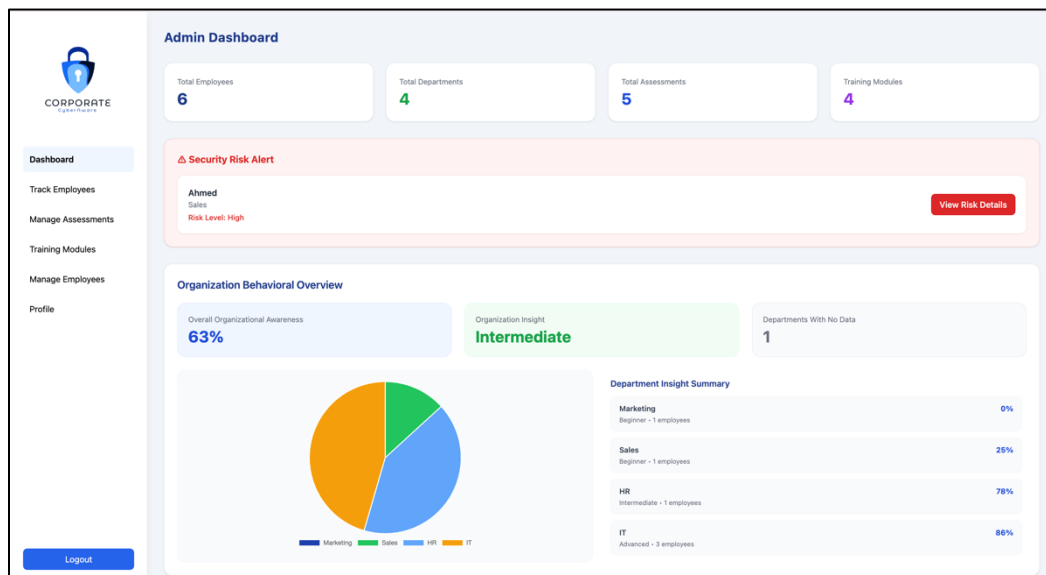 CORPORATE
CyberAware
Dashboard
Track Employees
Manage Assessments
Training Modules
Manage Employees
Profile
Logout
Admin Dashboard
Total Employees
6
Total Departments
4
Total Assessments
5
Training Modules
4
⚠ Security Risk Alert
Ahmed
Sales
Risk Level: High
View Risk Details
Organization Behavioral Overview
Overall Organizational Awareness
63%
Organization Insight
Intermediate
Departments With No Data
1
Marketing Sales HR IT
Department Insight Summary
Marketing 0%
Beginner • 1 employees
Sales 25%
Beginner • 1 employees
HR 78%
Intermediate • 1 employees
IT 86%
Advanced • 3 employees